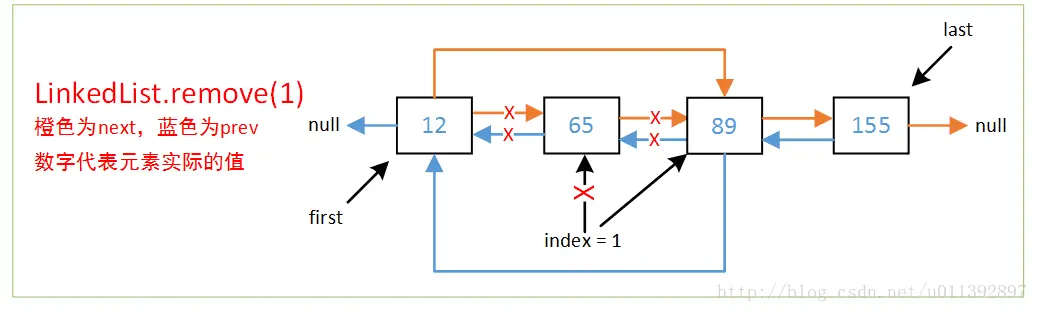 LinkedList.remove(1)
橙色为next，蓝色为prev
数字代表元素实际的值
last
null
12
X
X
65
X
X
89
155
null
first
X
index = 1
http://blog.csdn.net/u011392897